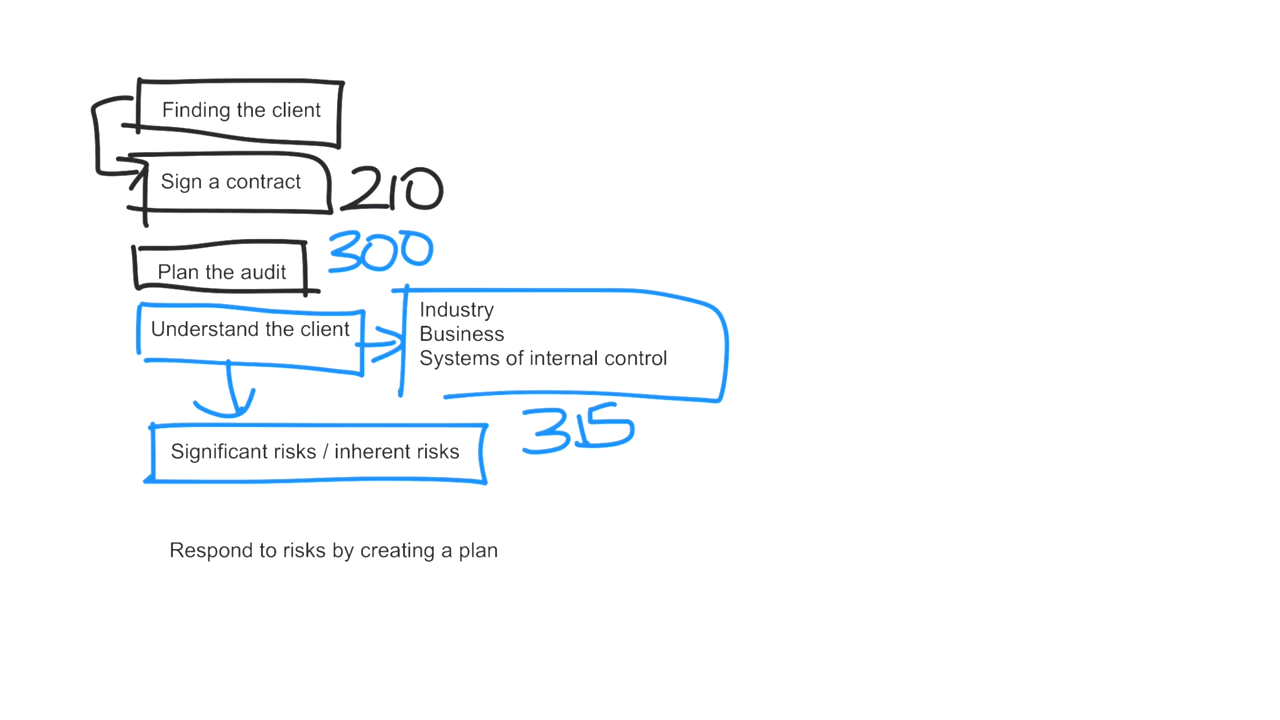 Finding the client
Sign a contract 210
300
Plan the audit
Understand the client
Industry
Business
Systems of internal control
315
Significant risks / inherent risks
Respond to risks by creating a plan